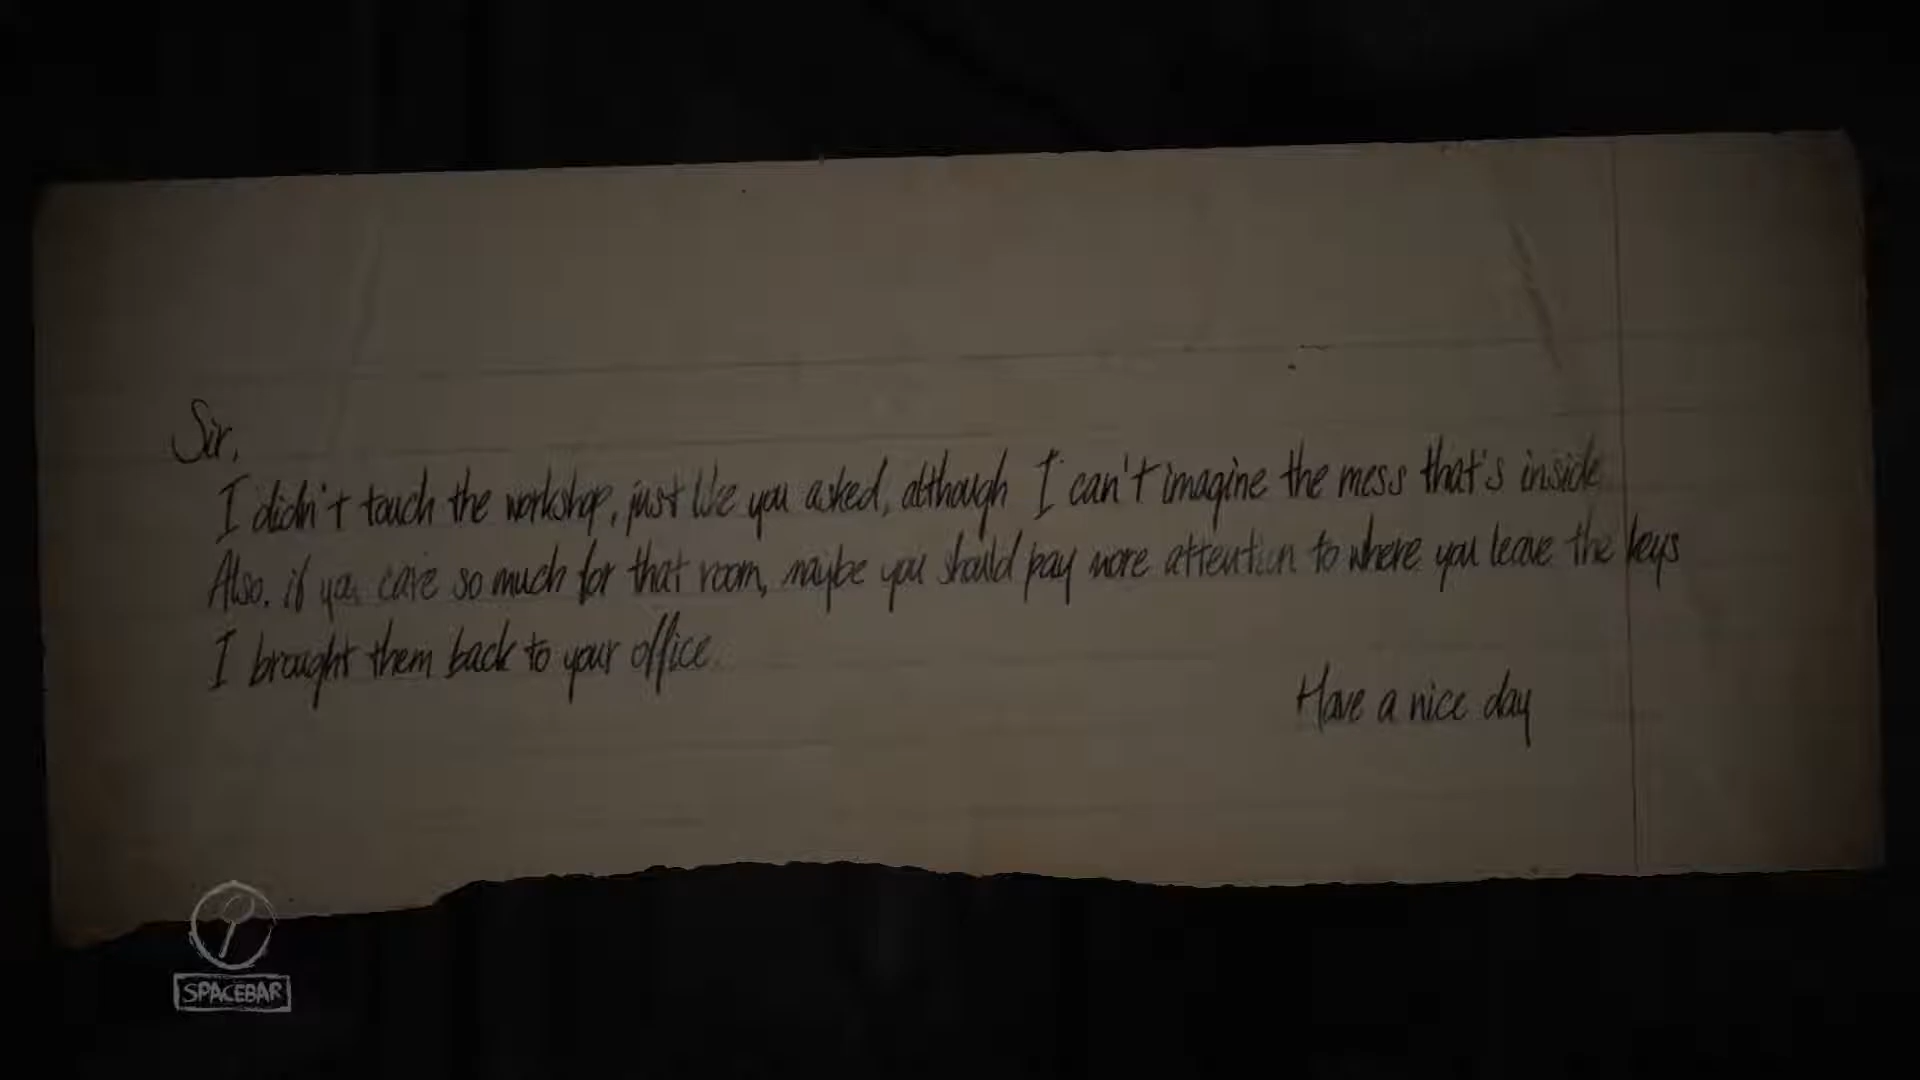 Sir,
I didn't touch the workshop, just like you asked, although I can't imagine the mess that's inside
Also, if you care so much for that room, maybe you should pay more attention to where you leave the keys
I brought them back to your office.
Have a nice day
SPACEBAR